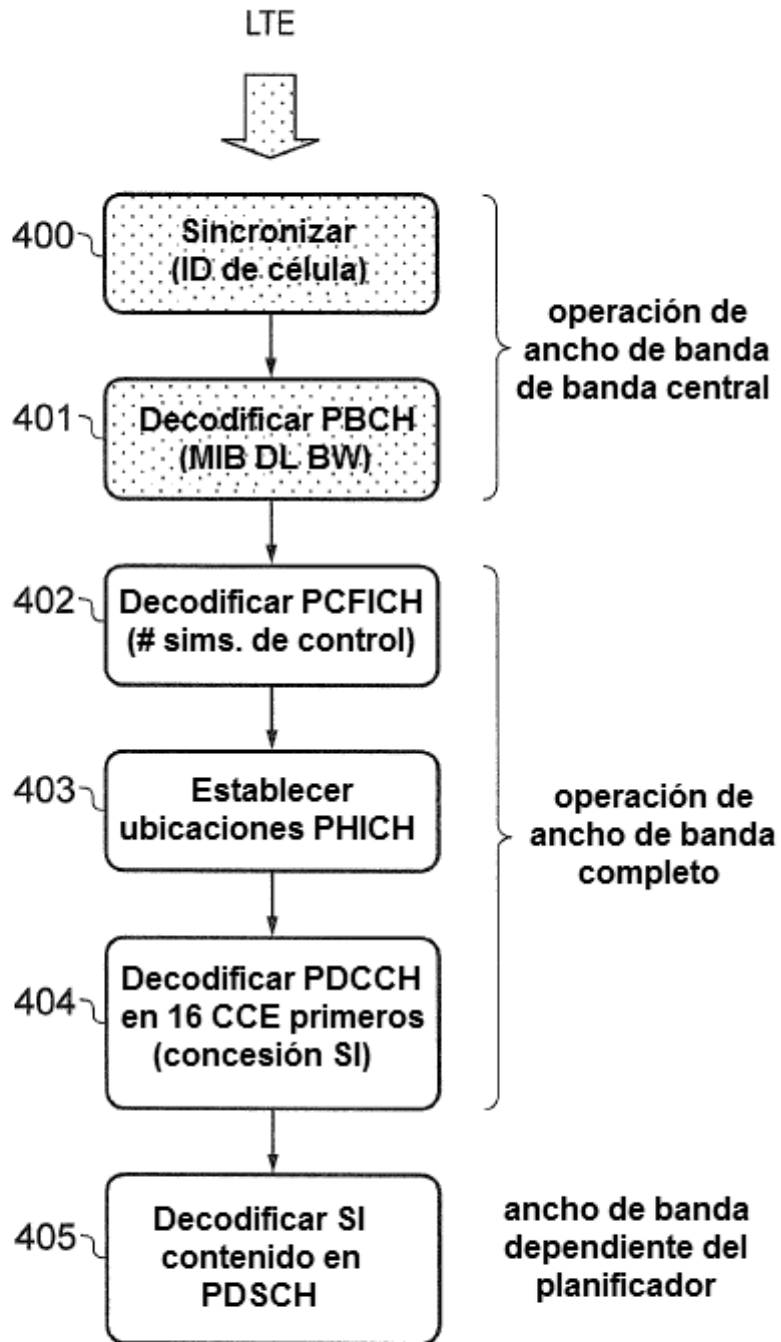 LTE
400
Sincronizar
(ID de célula)
operación de
ancho de banda
de banda central
401
Decodificar PBCH
(MIB DL BW)
402
Decodificar PCFICH
(# sims. de control)
403
Establecer
ubicaciones PHICH
operación de
ancho de banda
completo
404
Decodificar PDCCH
en 16 CCE primeros
(concesión SI)
405
Decodificar SI
contenido en
PDSCH
ancho de banda
dependiente del
planificador